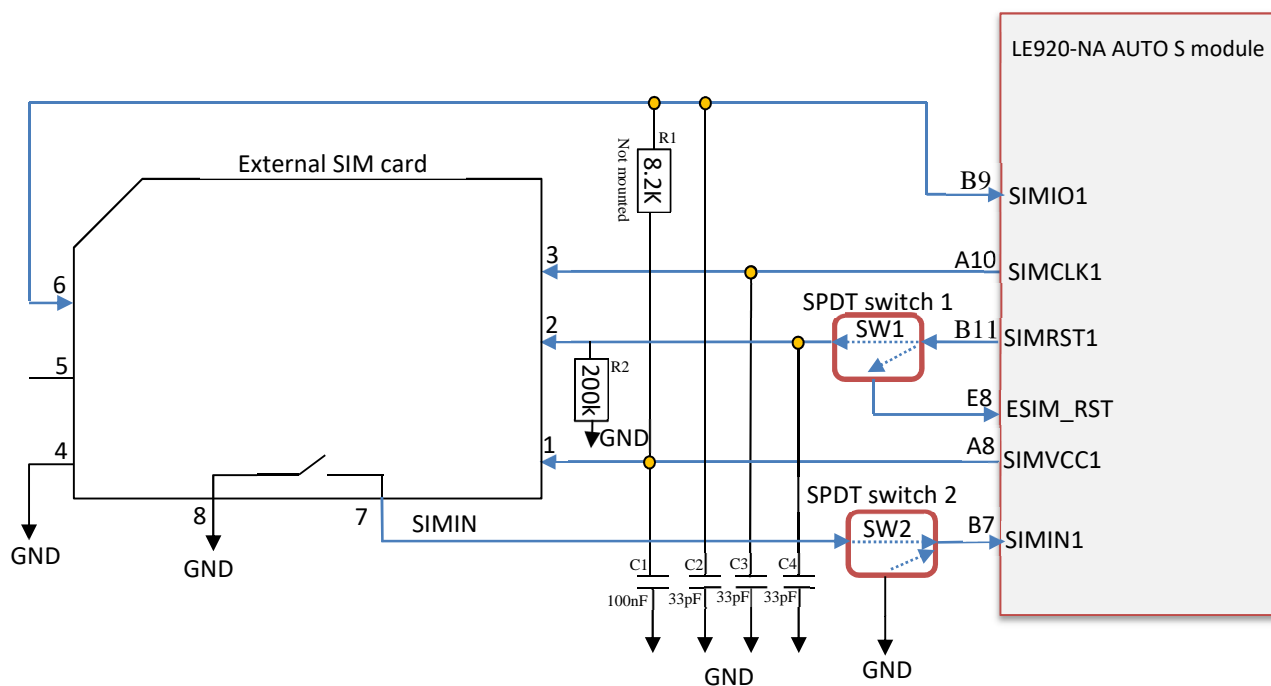 LE920-NA AUTO S module
External SIM card
R1
8.2K
Not mounted
B9
SIMIO1
3
A10
SIMCLK1
6
SPDT switch 1
2
SW1
B11
SIMRST1
5
R2
200k
GND
E8
ESIM_RST
4
1
A8
SIMVCC1
SPDT switch 2
8
7
SIMIN
SW2
B7
SIMIN1
GND
GND
C1
C2
C3
C4
100nF
33pF
33pF
33pF
GND
GND